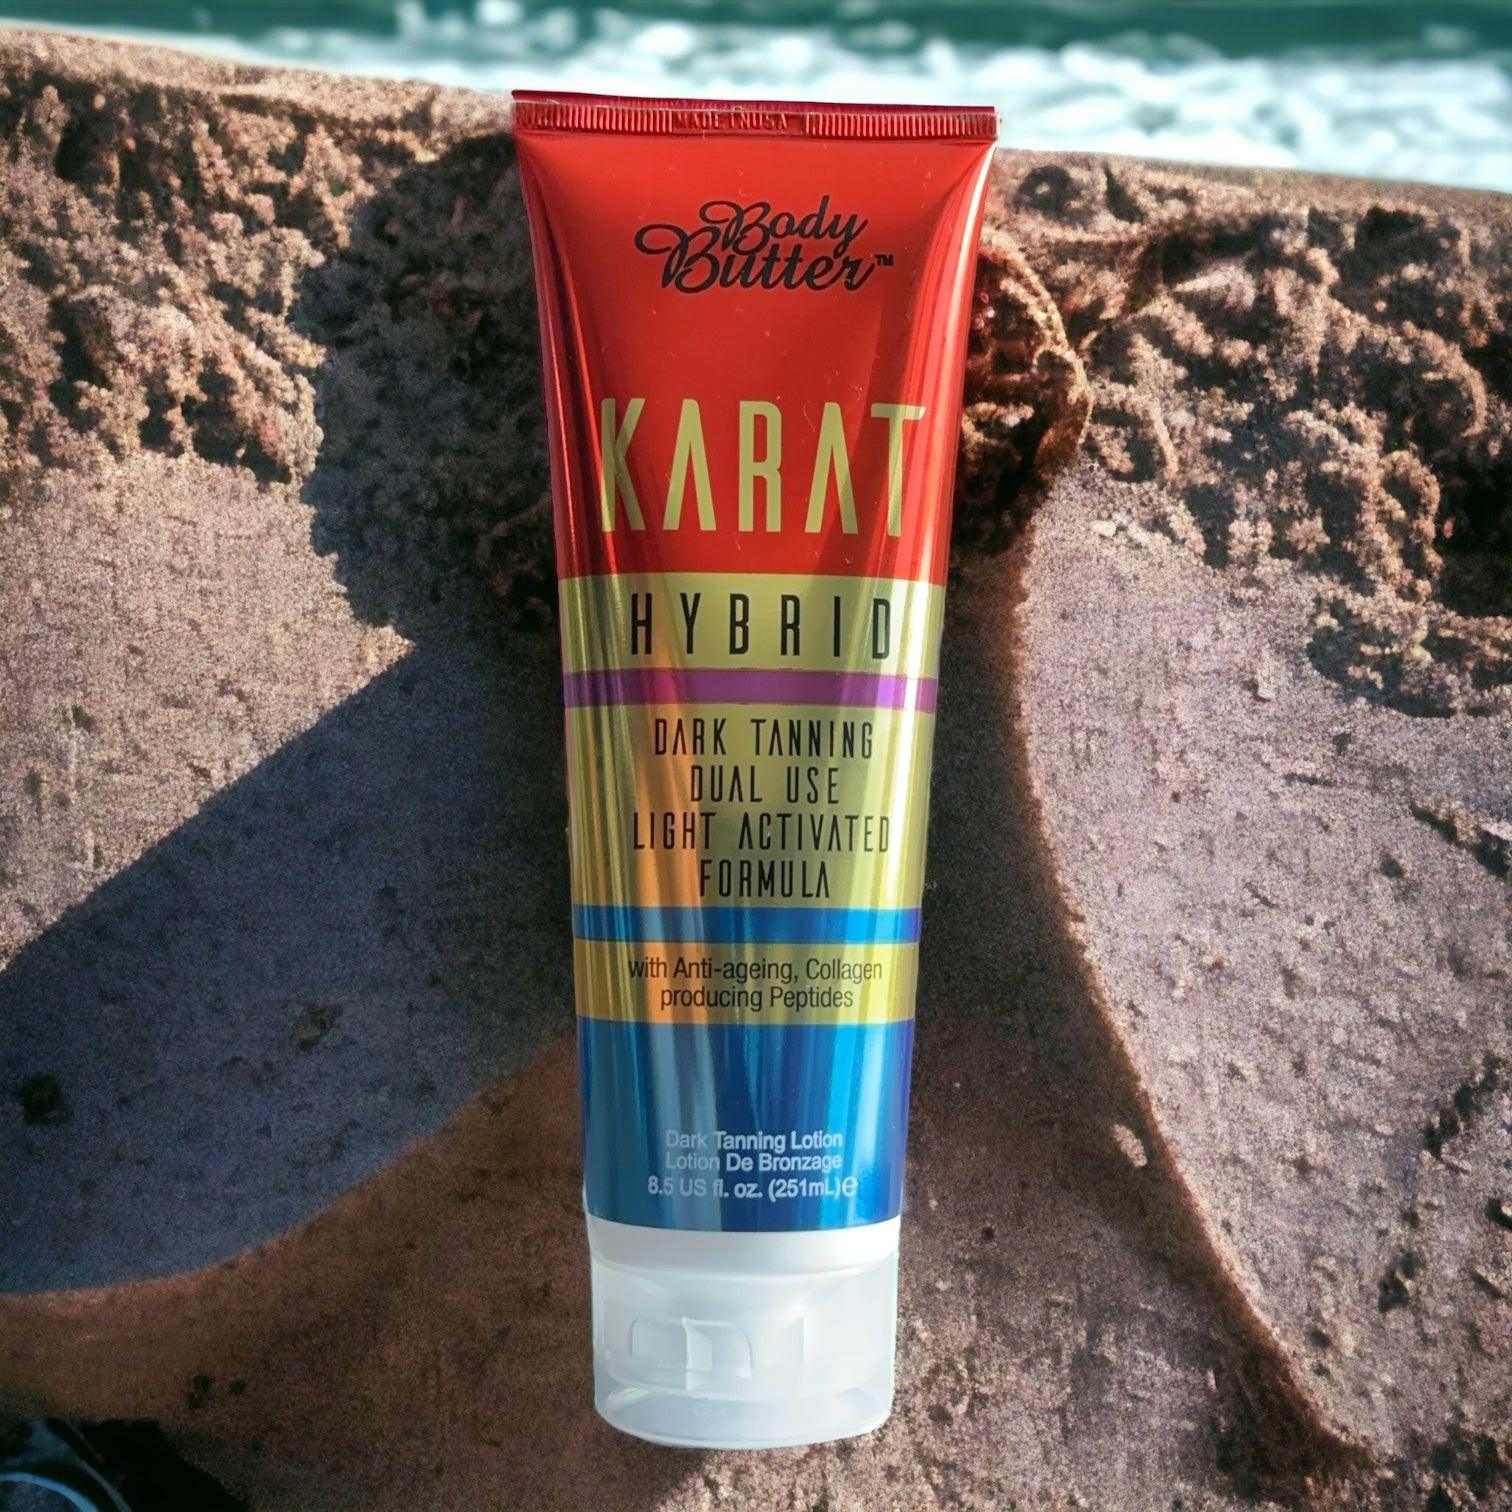 MADE IN USA
Body
Butter™
KARAT
HYBRID
DARK TANNING
DUAL USE
LIGHT ACTIVATED
FORMULA
with Anti-ageing, Collagen
producing Peptides
Dark Tanning Lotion
Lotion De Bronzage
8.5 US fl. oz. (251mL)℮